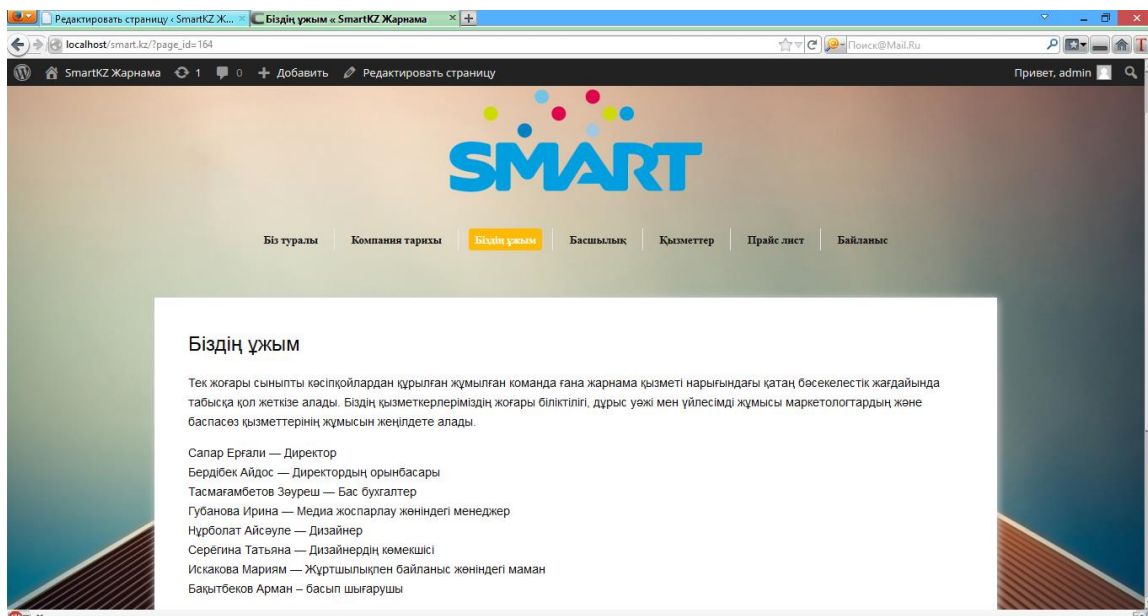 Редактировать страницу ‹ SmartKZ Ж...
Біздің ұжым « SmartKZ Жарнама
localhost/smart.kz/?page_id=164
Поиск@Mail.Ru
SmartKZ Жарнама 1 0 Добавить Редактировать страницу
Привет, admin
SMART
Біз туралы
Компания тарихы
Біздің ұжым
Басшылық
Қызметтер
Прайс лист
Байланыс
Біздің ұжым
Тек жоғары сыныпты кәсіпқойлардан құрылған жұмылған команда ғана жарнама қызметі нарығындағы қатаң бәсекелестік жағдайында
табысқа қол жеткізе алады. Біздің қызметкерлеріміздің жоғары біліктілігі, дұрыс уәжі мен үйлесімді жұмысы маркетологтардың және
баспасөз қызметтерінің жұмысын жеңілдете алады.
Сапар Ерғали — Директор
Бердібек Айдос — Директордың орынбасары
Тасмағамбетов Зәуреш — Бас бухгалтер
Губанова Ирина — Медиа жоспарлау жөніндегі менеджер
Нұрболат Айсәуле — Дизайнер
Серёгина Татьяна — Дизайнердің көмекшісі
Искакова Мариям — Жұртшылықпен байланыс жөніндегі маман
Бақытбеков Арман – басып шығарушы